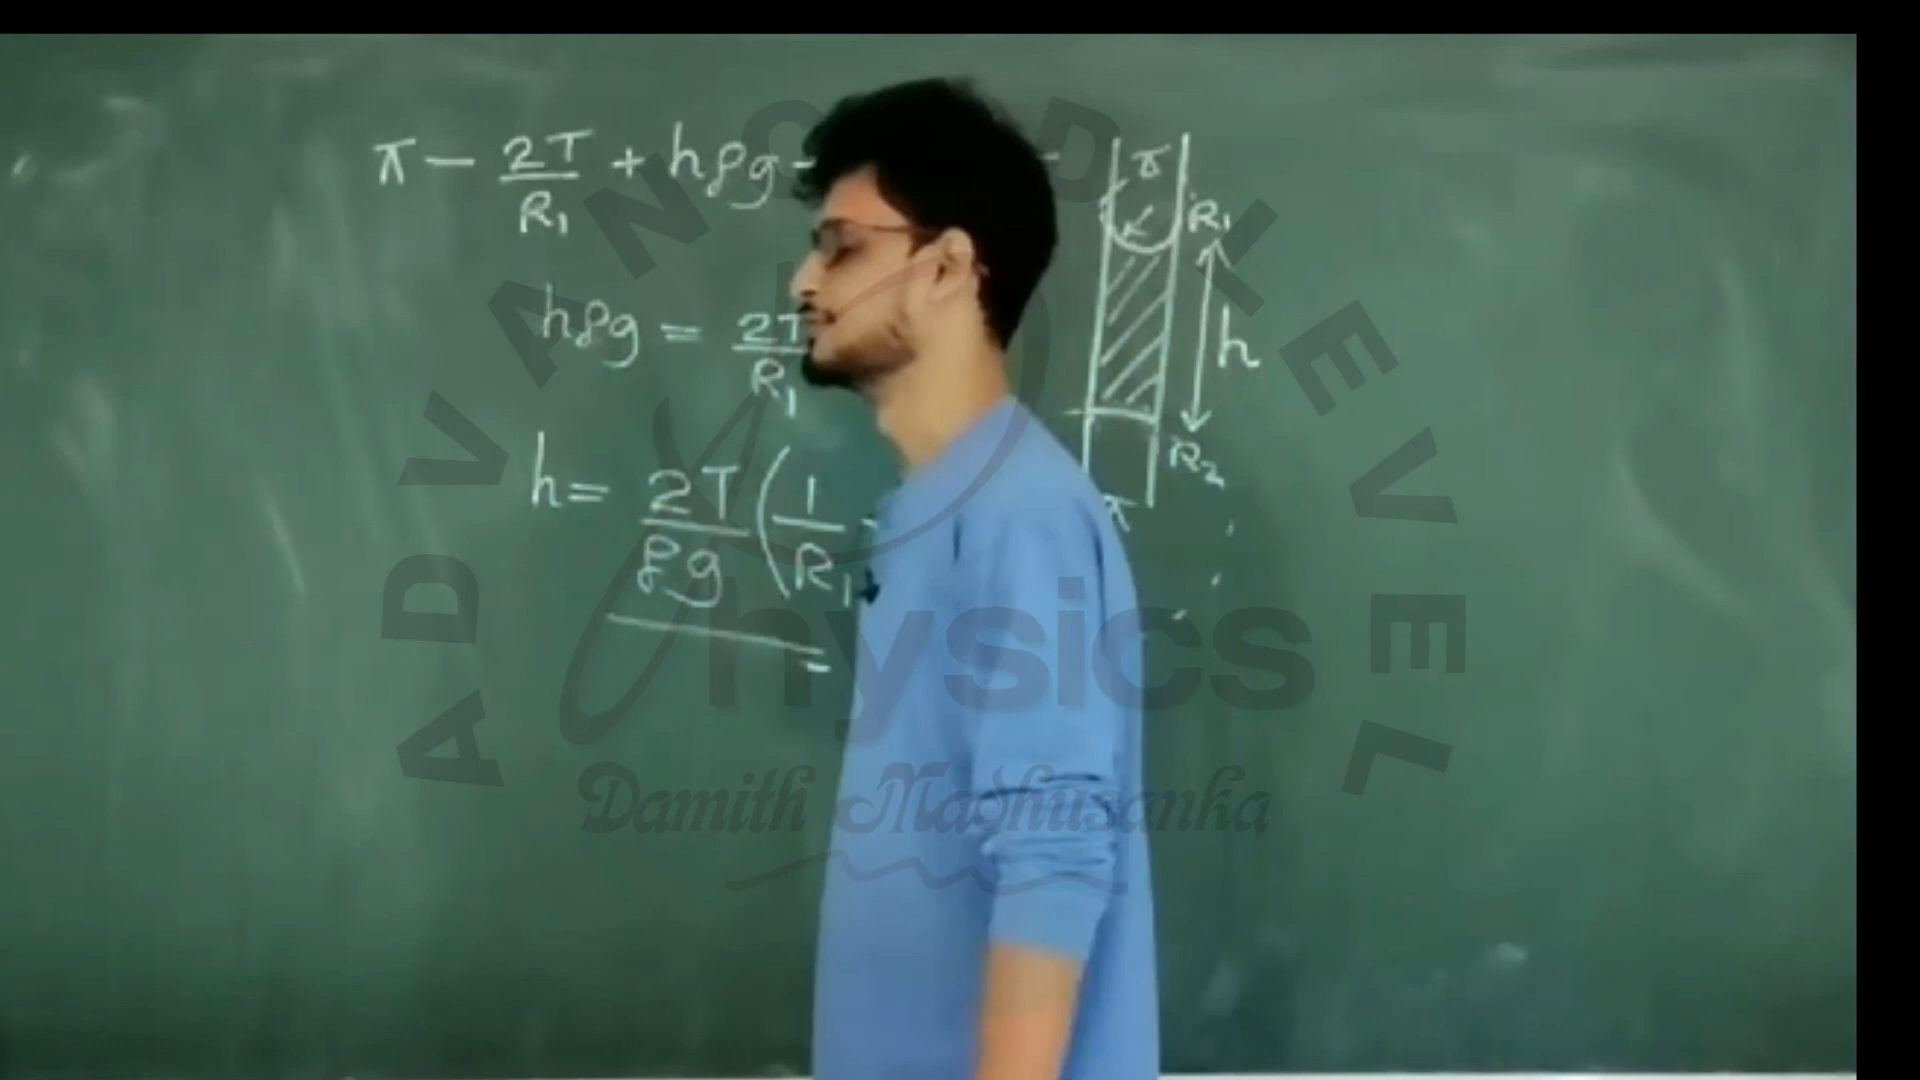 π - 2T/R₁ + hρg -
hρg = 2T/R₁
h = 2T/ρg (1/R₁ -
π
R₁
h
R₂
π
ADVANCED LEVEL
Physics
Damith Madhusanka